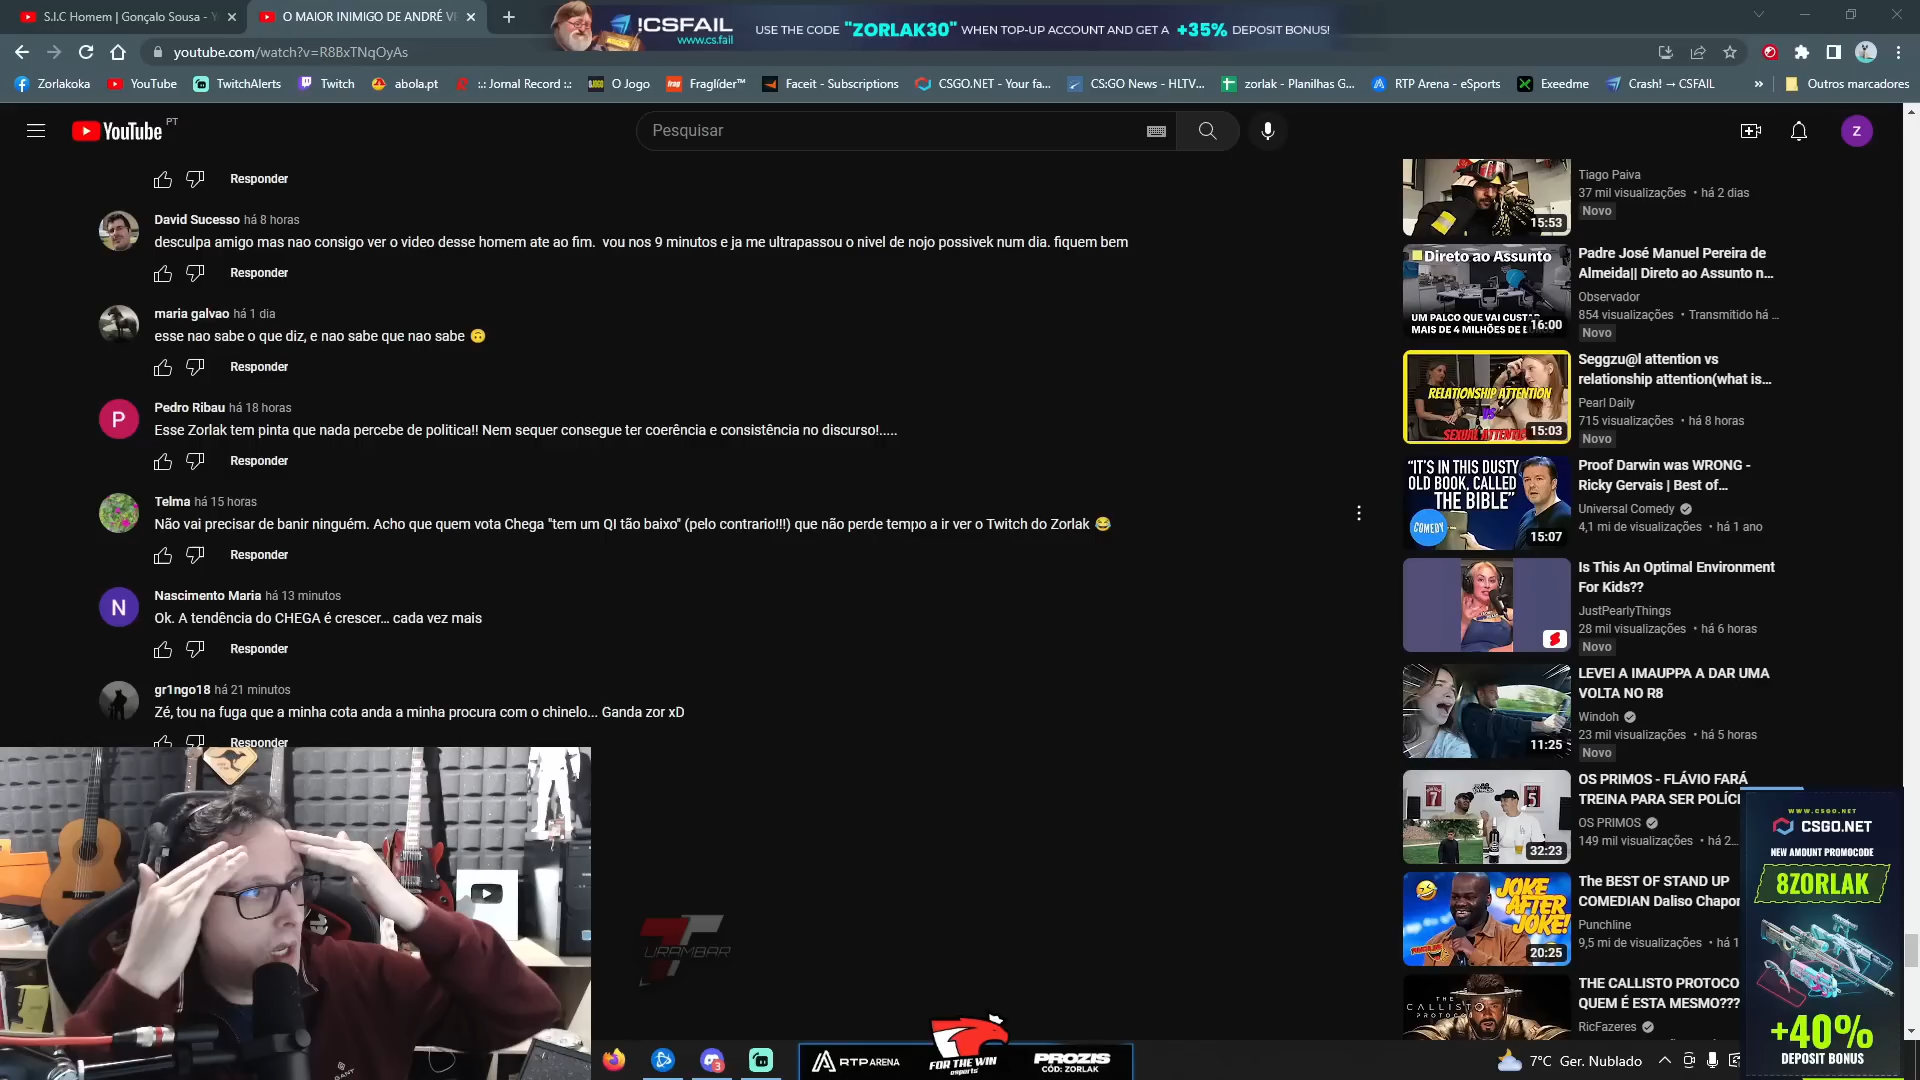 S.I.C Homem | Gonçalo Sousa - Y
O MAIOR INIMIGO DE ANDRÉ VE
!CSFAIL
www.cs.fail
USE THE CODE "ZORLAK30" WHEN TOP-UP ACCOUNT AND GET A +35% DEPOSIT BONUS!
youtube.com/watch?v=R8BxTNqOyAs
Zorlakoka
YouTube
TwitchAlerts
Twitch
abola.pt
::: Jornal Record :::
O Jogo
Fraglíder™
Faceit - Subscriptions
CSGO.NET - Your fa...
CS:GO News - HLTV...
zorlak - Planilhas G...
RTP Arena - eSports
Exeedme
Crash! → CSFAIL
»
Outros marcadores
YouTube PT
Pesquisar
Z
Responder
David Sucesso há 8 horas
desculpa amigo mas nao consigo ver o video desse homem ate ao fim. vou nos 9 minutos e ja me ultrapassou o nivel de nojo possivek num dia. fiquem bem
Responder
maria galvao há 1 dia
esse nao sabe o que diz, e nao sabe que nao sabe 🙃
Responder
P
Pedro Ribau há 18 horas
Esse Zorlak tem pinta que nada percebe de politica!! Nem sequer consegue ter coerência e consistência no discurso!.....
Responder
Telma há 15 horas
Não vai precisar de banir ninguém. Acho que quem vota Chega "tem um QI tão baixo" (pelo contrario!!!) que não perde tempo a ir ver o Twitch do Zorlak 😂
Responder
N
Nascimento Maria há 13 minutos
Ok. A tendência do CHEGA é crescer... cada vez mais
Responder
gr1ngo18 há 21 minutos
Zé, tou na fuga que a minha cota anda a minha procura com o chinelo... Ganda zor xD
Responder
15:53
Tiago Paiva
37 mil visualizações • há 2 dias
Novo
Direto ao Assunto
UM PALCO QUE VAI CUSTAR
MAIS DE 4 MILHÕES DE E
16:00
Padre José Manuel Pereira de
Almeida|| Direto ao Assunto n...
Observador
854 visualizações • Transmitido há ...
Novo
RELATIONSHIP ATTENTION
VS
SEXUAL ATTENTIO
15:03
Seggzu@l attention vs
relationship attention(what is...
Pearl Daily
715 visualizações • há 8 horas
Novo
"IT'S IN THIS DUSTY
OLD BOOK, CALLED
THE BIBLE"
COMEDY
15:07
Proof Darwin was WRONG -
Ricky Gervais | Best of...
Universal Comedy
4,1 mi de visualizações • há 1 ano
Is This An Optimal Environment
For Kids??
JustPearlyThings
28 mil visualizações • há 6 horas
Novo
11:25
LEVEI A IMAUPPA A DAR UMA
VOLTA NO R8
Windoh
23 mil visualizações • há 5 horas
Novo
7
5
32:23
OS PRIMOS - FLÁVIO FARÁ
TREINA PARA SER POLÍCI
OS PRIMOS
149 mil visualizações • há 2...
JOKE
AFTER
JOKE!
20:25
The BEST OF STAND UP
COMEDIAN Daliso Chapon
Punchline
9,5 mi de visualizações • há 1
THE
CALLISTO
PROTOCOL
THE CALLISTO PROTOCO
QUEM É ESTA MESMO???
RicFazeres
WWW.CSGO.NET
CSGO.NET
NEW AMOUNT PROMOCODE
8ZORLAK
+40%
DEPOSIT BONUS
URAMBAR
3
RTP ARENA
FOR THE WIN
esports
PROZIS
CÓD: ZORLAK
7°C Ger. Nublado